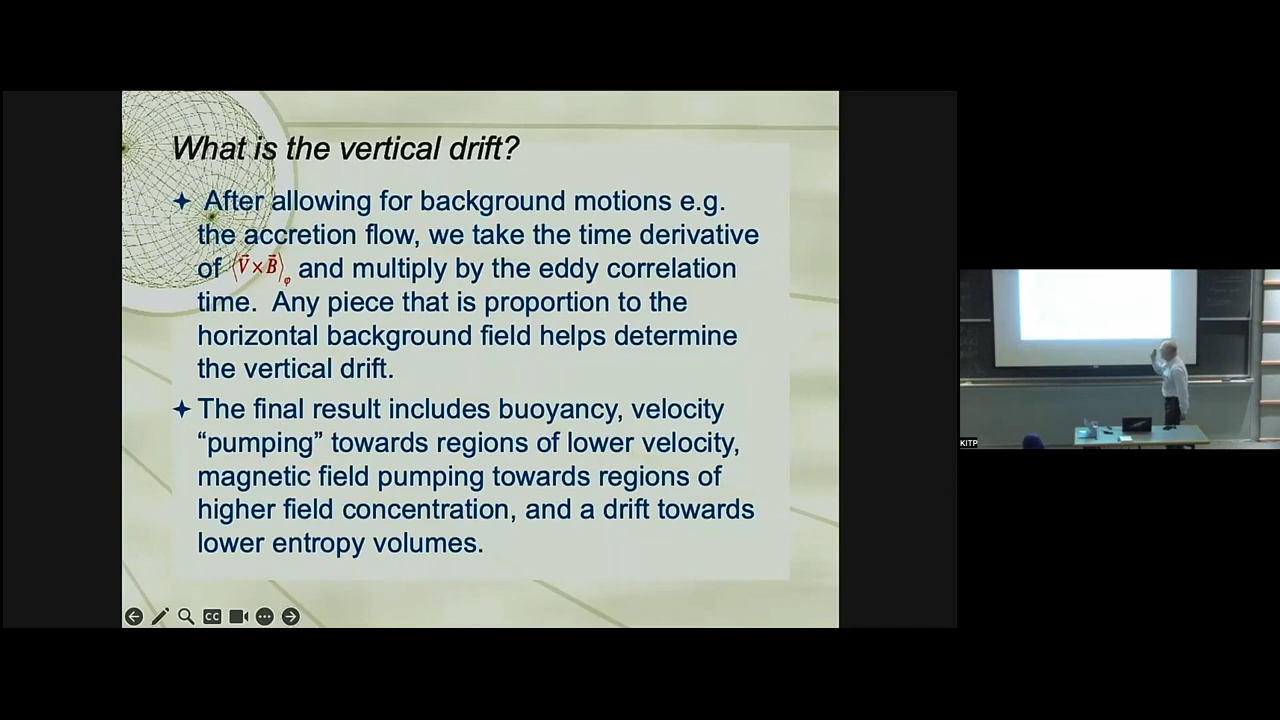 What is the vertical drift?
After allowing for background motions e.g.
the accretion flow, we take the time derivative
of ⟨V⃗ × B⃗⟩φ and multiply by the eddy correlation
time. Any piece that is proportion to the
horizontal background field helps determine
the vertical drift.
The final result includes buoyancy, velocity
“pumping” towards regions of lower velocity,
magnetic field pumping towards regions of
higher field concentration, and a drift towards
lower entropy volumes.
CC
KITP